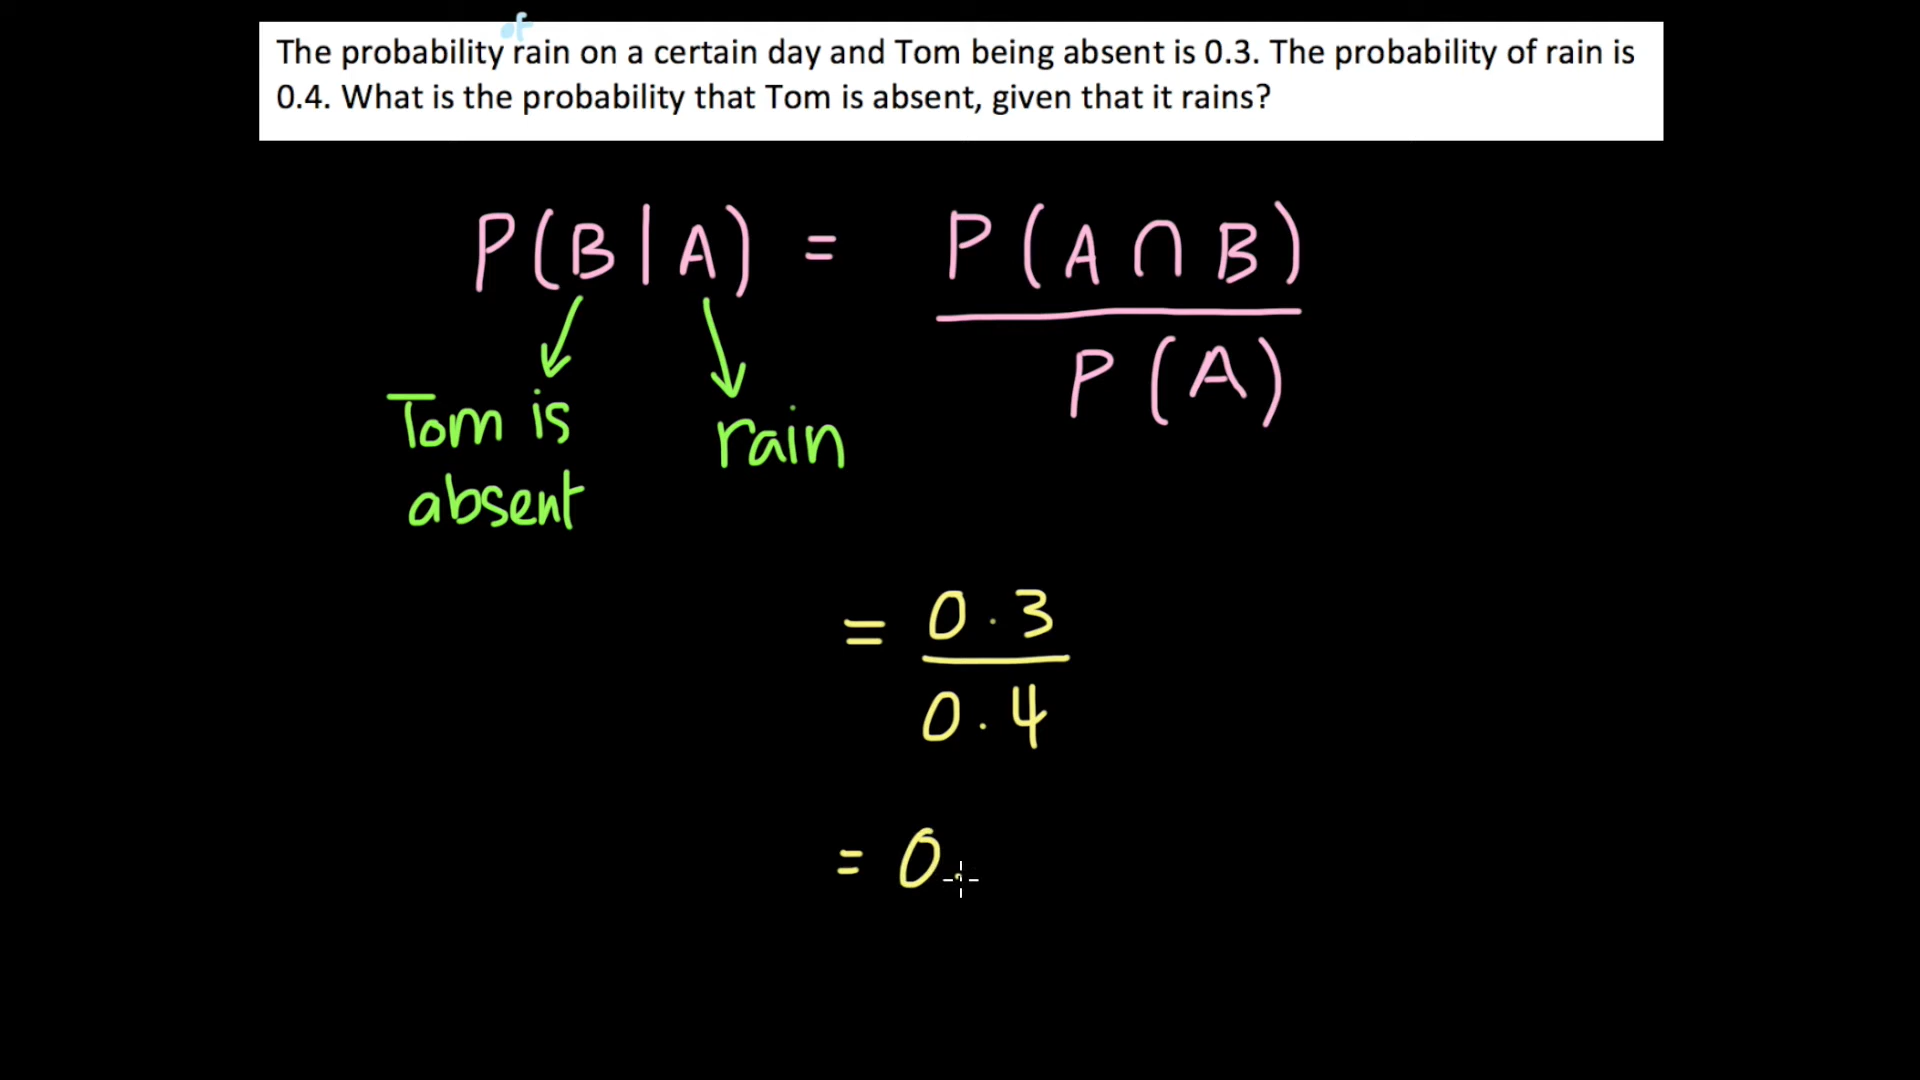 of
The probability rain on a certain day and Tom being absent is 0.3. The probability of rain is
0.4. What is the probability that Tom is absent, given that it rains?
P(B|A) = P(A∩B)
P(A)
Tom is
absent
rain
= 0.3
0.4
= 0.